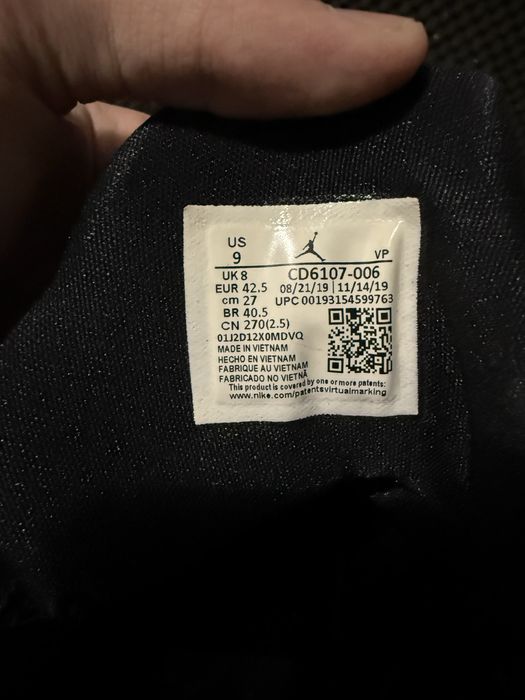 US
9
VP
UK 8
CD6107-006
EUR 42.5
08/21/19 | 11/14/19
cm 27
UPC 00193154599763
BR 40.5
CN 270(2.5)
01J2D12X0MDVQ
MADE IN VIETNAM
HECHO EN VIETNAM
FABRIQUE AU VIETNAM
FABRICADO NO VIETNÃ
This product is covered by one or more patents:
www.nike.com/patentsvirtualmarking